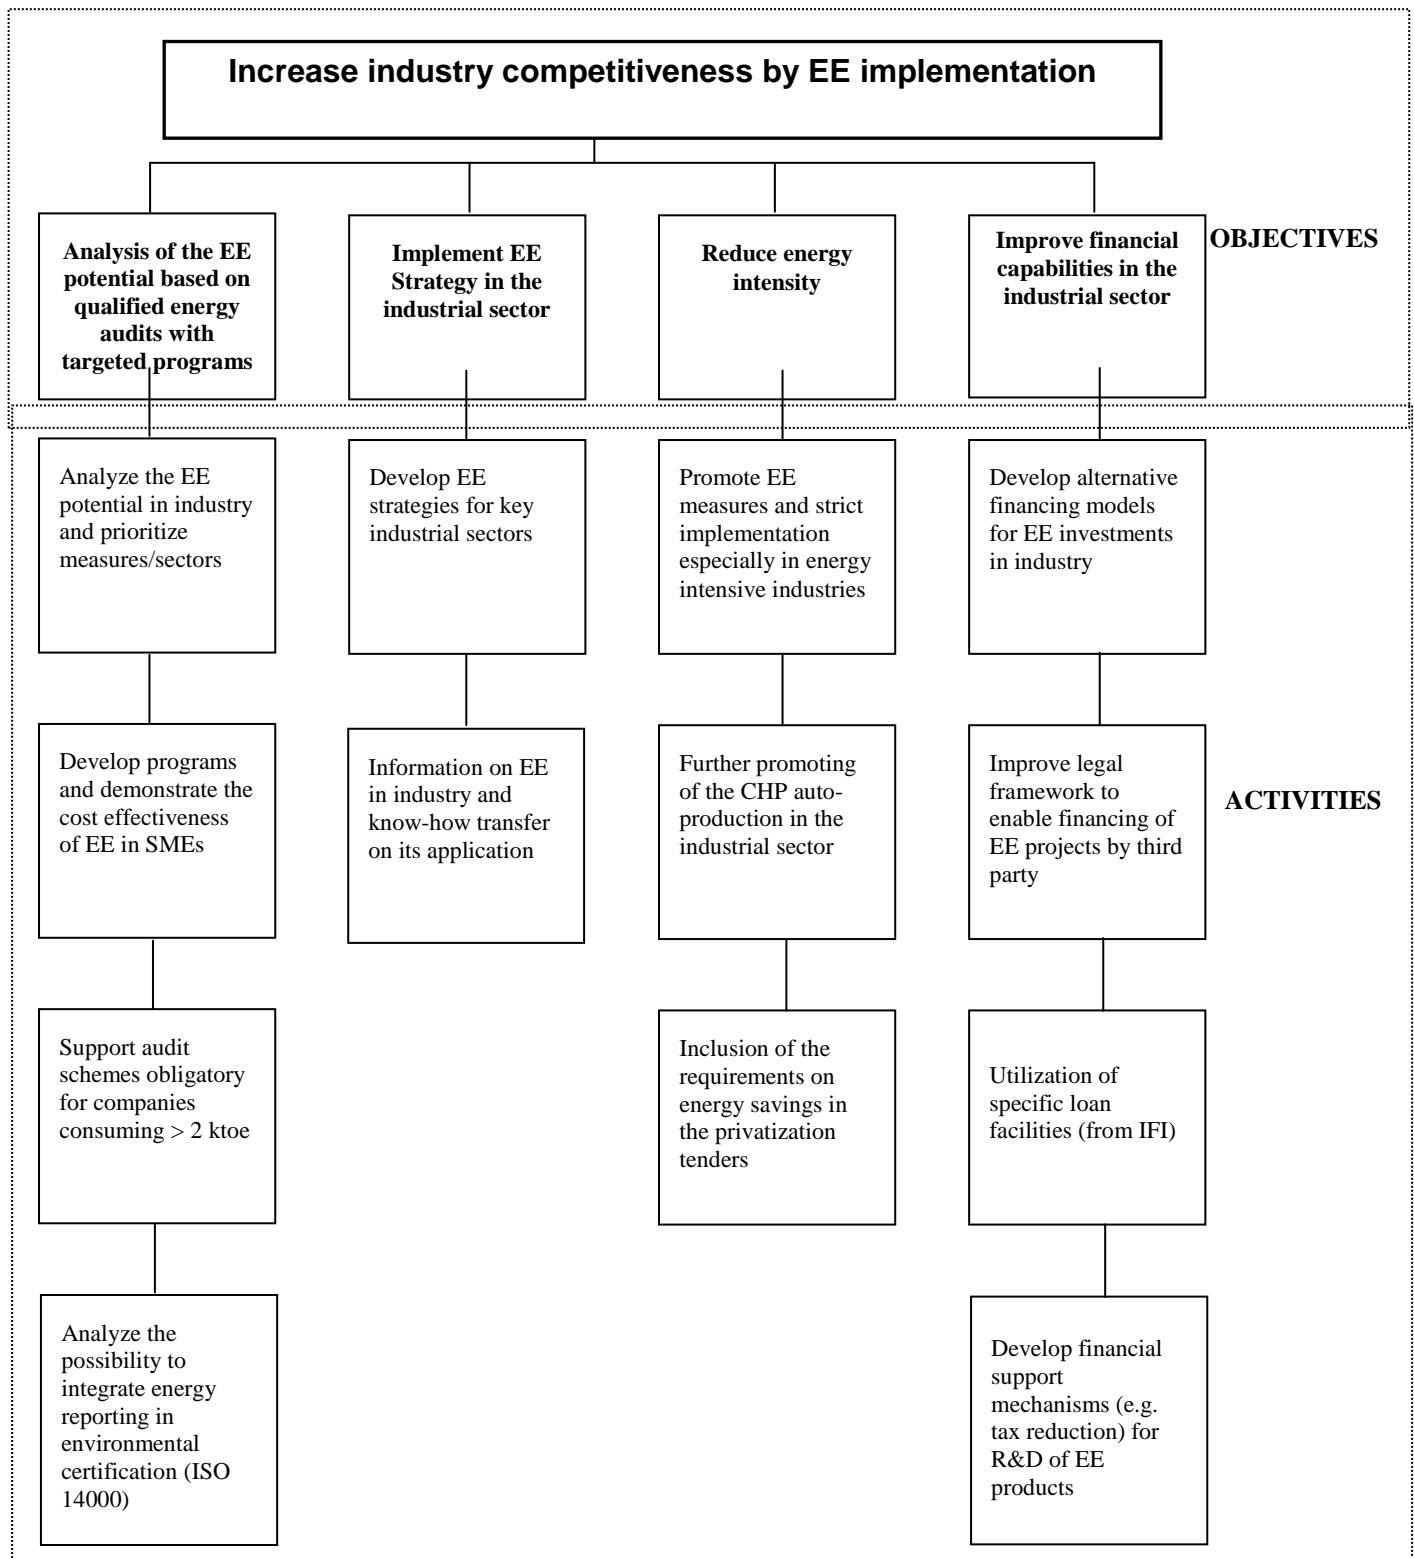 Increase industry competitiveness by EE implementation
Analysis of the EE
potential based on
qualified energy
audits with
targeted programs
Implement EE
Strategy in the
industrial sector
Reduce energy
intensity
Improve financial
capabilities in the
industrial sector
OBJECTIVES
Analyze the EE
potential in industry
and prioritize
measures/sectors
Develop EE
strategies for key
industrial sectors
Promote EE
measures and strict
implementation
especially in energy
intensive industries
Develop alternative
financing models
for EE investments
in industry
Develop programs
and demonstrate the
cost effectiveness
of EE in SMEs
Information on EE
in industry and
know-how transfer
on its application
Further promoting
of the CHP auto-
production in the
industrial sector
Improve legal
framework to
enable financing of
EE projects by third
party
ACTIVITIES
Support audit
schemes obligatory
for companies
consuming > 2 ktoe
Inclusion of the
requirements on
energy savings in
the privatization
tenders
Utilization of
specific loan
facilities (from IFI)
Analyze the
possibility to
integrate energy
reporting in
environmental
certification (ISO
14000)
Develop financial
support
mechanisms (e.g.
tax reduction) for
R&D of EE
products